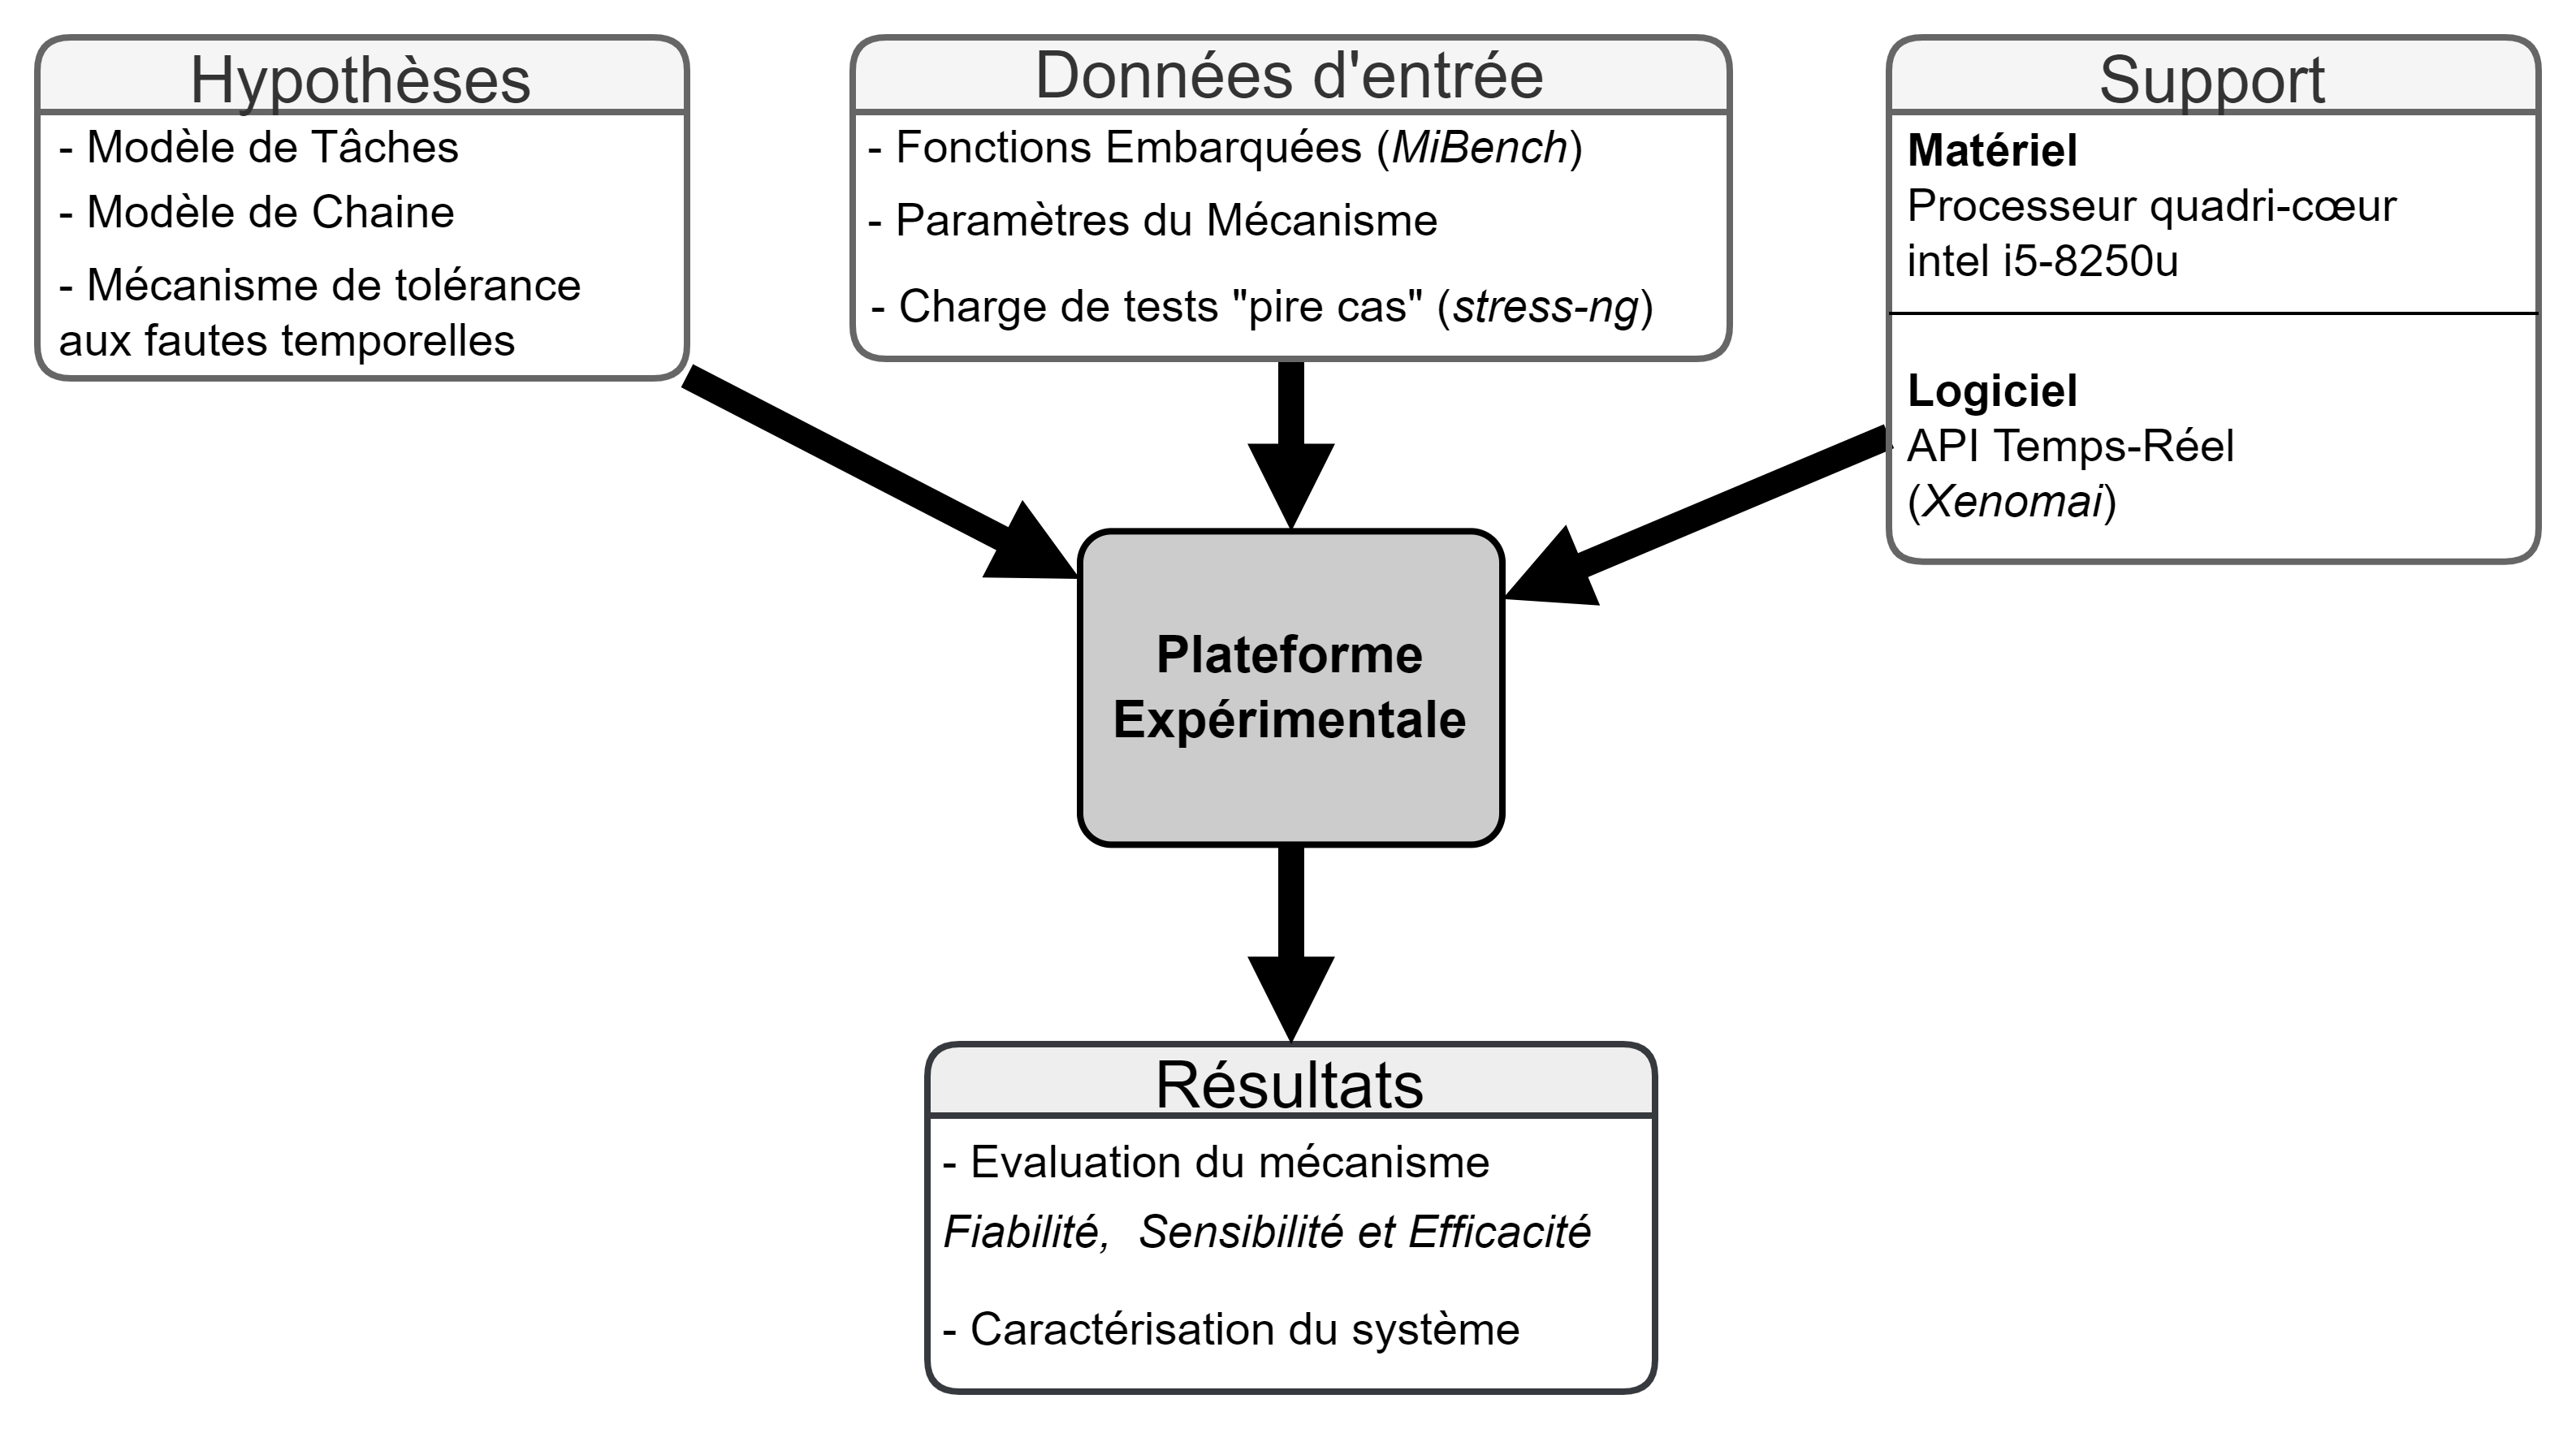 Hypothèses
- Modèle de Tâches
- Modèle de Chaine
- Mécanisme de tolérance
aux fautes temporelles
Données d'entrée
- Fonctions Embarquées (MiBench)
- Paramètres du Mécanisme
- Charge de tests "pire cas" (stress-ng)
Support
Matériel
Processeur quadri-cœur
intel i5-8250u
Logiciel
API Temps-Réel
(Xenomai)
Plateforme
Expérimentale
Résultats
- Evaluation du mécanisme
Fiabilité, Sensibilité et Efficacité
- Caractérisation du système